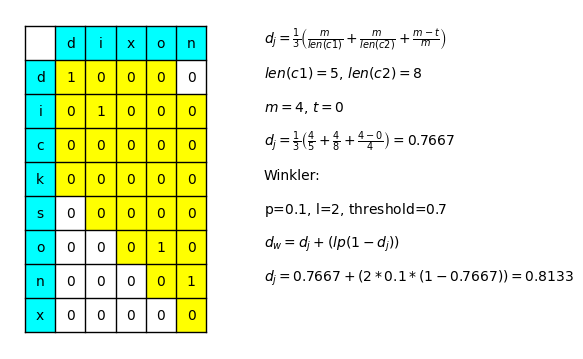 d i x o n
d 1 0 0 0 0
i 0 1 0 0 0
c 0 0 0 0 0
k 0 0 0 0 0
s 0 0 0 0 0
o 0 0 0 1 0
n 0 0 0 0 1
x 0 0 0 0 0
d_j = \frac{1}{3}\left(\frac{m}{len(c1)} + \frac{m}{len(c2)} + \frac{m-t}{m}\right)
len(c1) = 5, len(c2) = 8
m = 4, t = 0
d_j = \frac{1}{3}\left(\frac{4}{5} + \frac{4}{8} + \frac{4-0}{4}\right) = 0.7667
Winkler:
p=0.1, l=2, threshold=0.7
d_w = d_j + (lp(1 - d_j))
d_j = 0.7667 + (2 * 0.1 * (1 - 0.7667)) = 0.8133